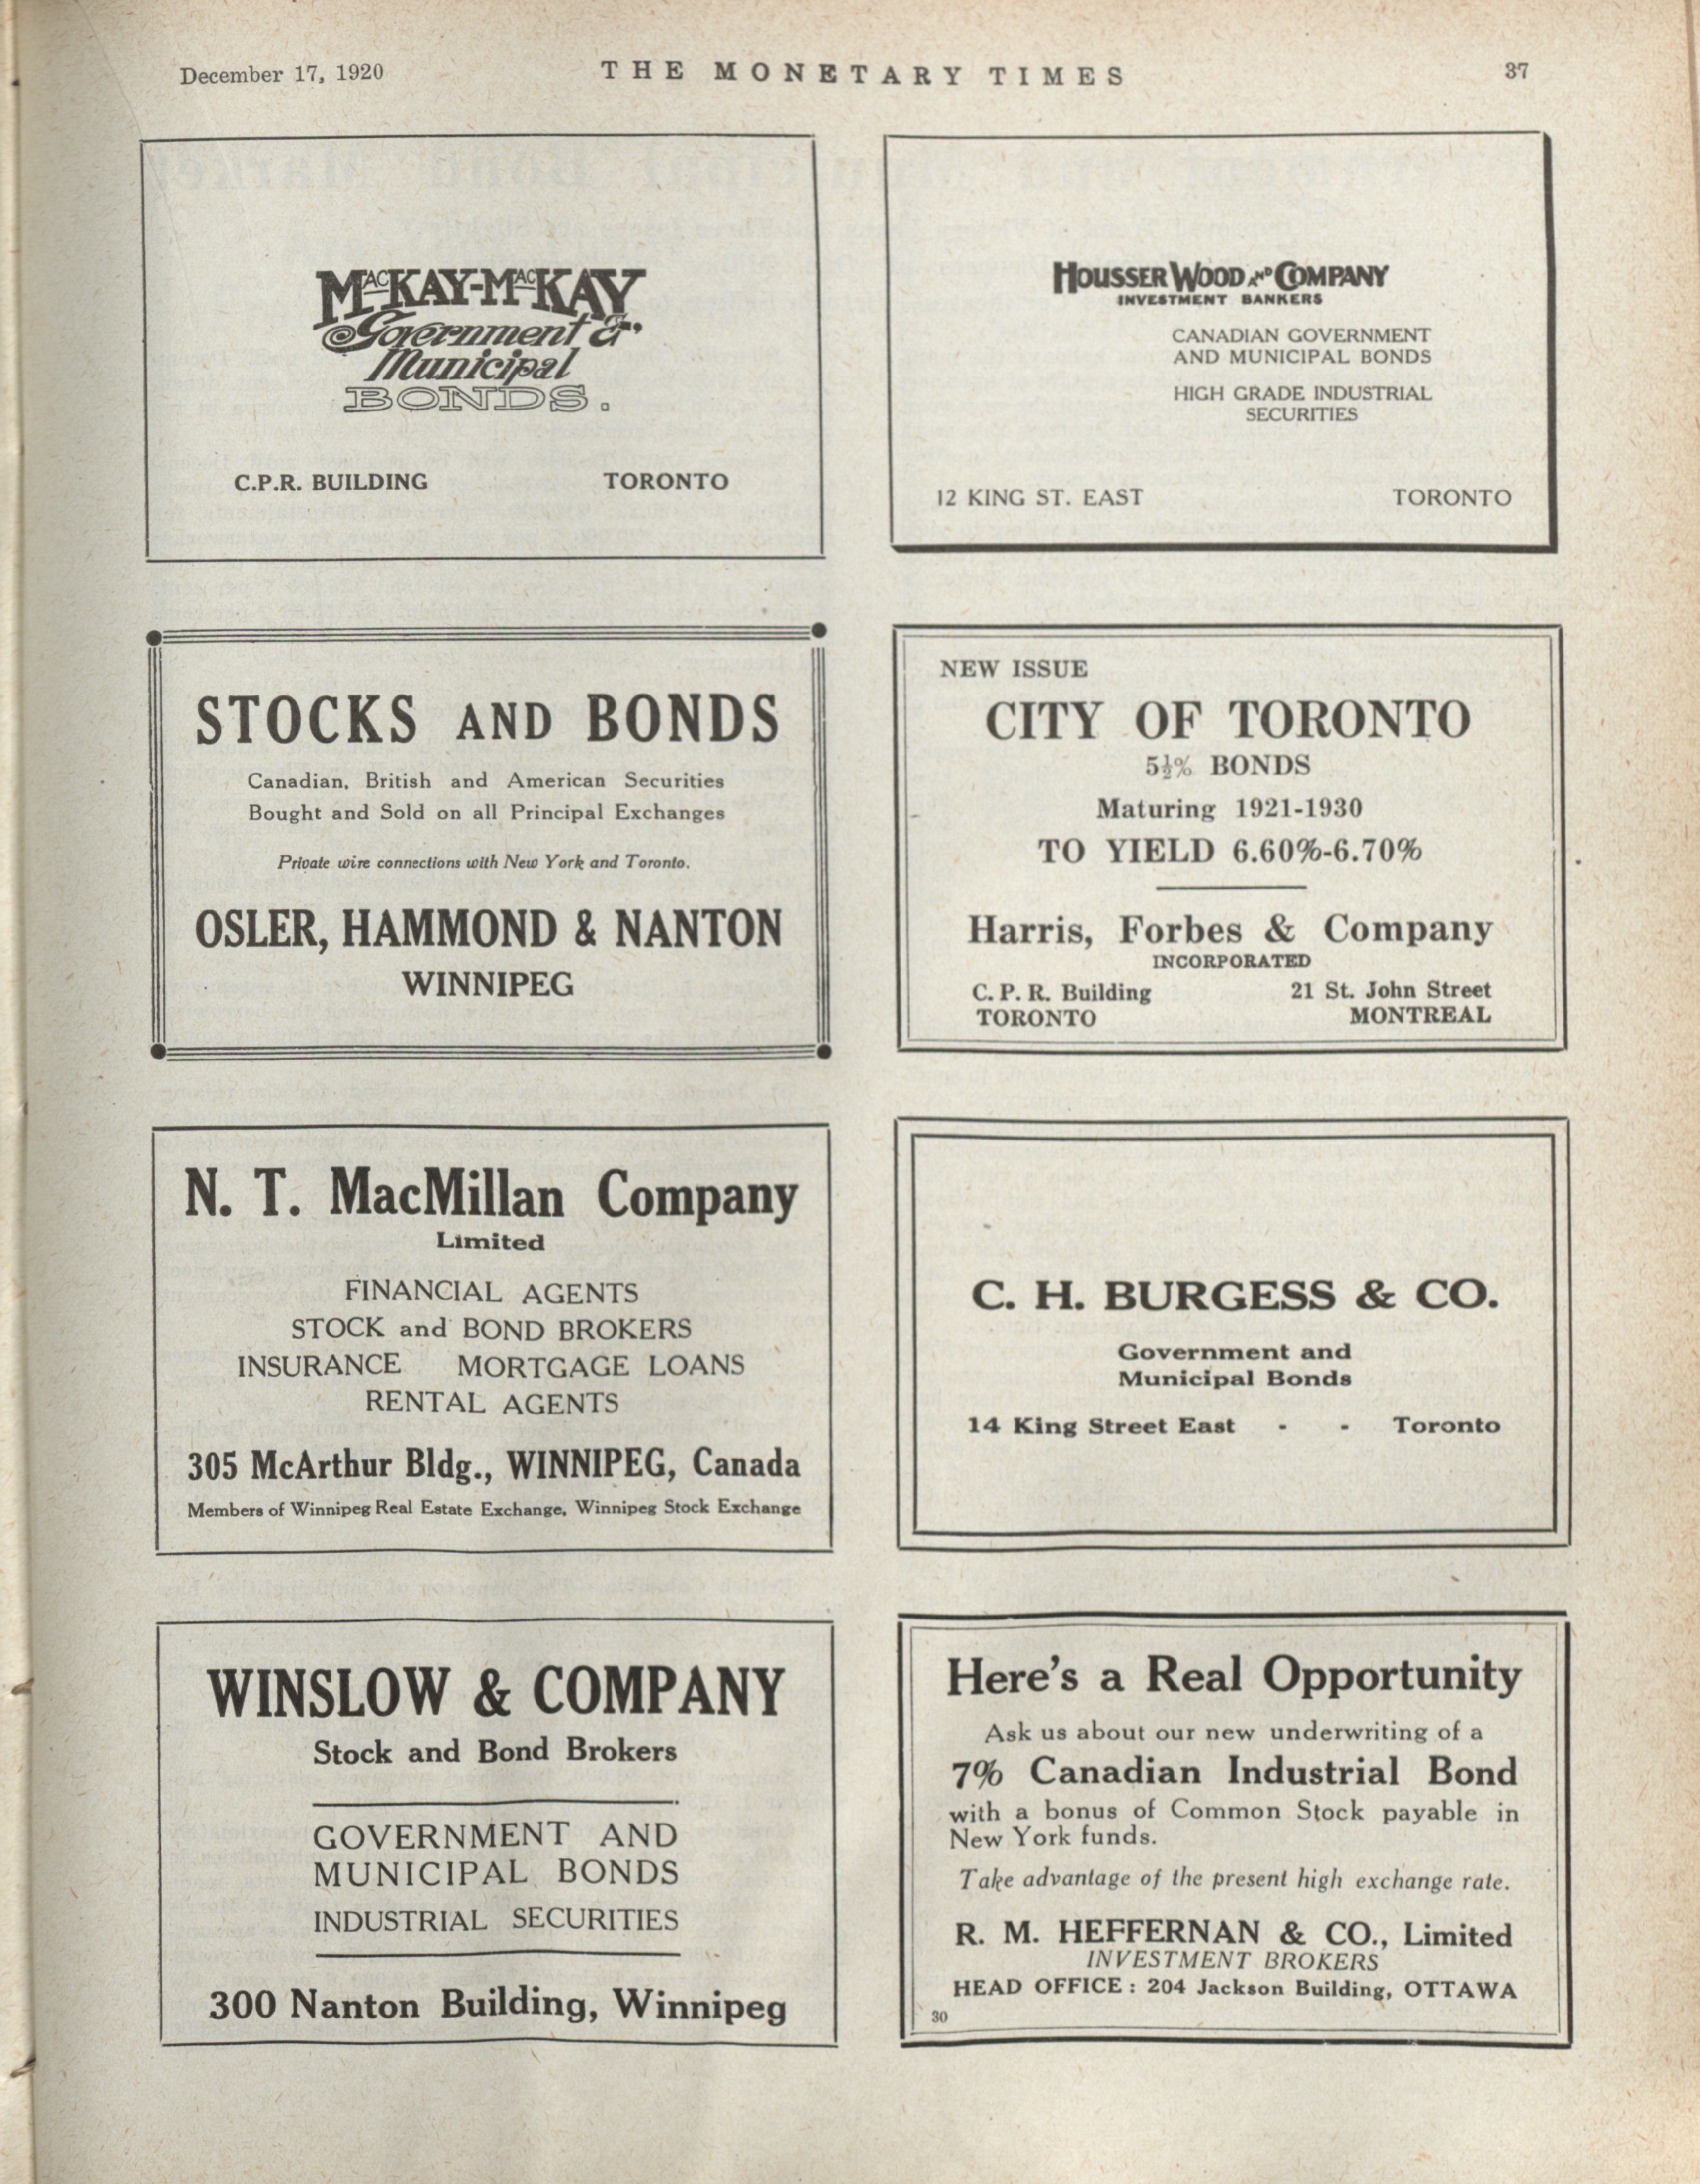 December 17, 1920
THE MONETARY TIMES
37
MACKAY-MACKAY
Government &
Municipal
BONDS.
C.P.R. BUILDING TORONTO
HOUSSER WOOD AND COMPANY
INVESTMENT BANKERS
CANADIAN GOVERNMENT
AND MUNICIPAL BONDS
HIGH GRADE INDUSTRIAL
SECURITIES
12 KING ST. EAST TORONTO
STOCKS AND BONDS
Canadian, British and American Securities
Bought and Sold on all Principal Exchanges
Private wire connections with New York and Toronto.
OSLER, HAMMOND & NANTON
WINNIPEG
NEW ISSUE
CITY OF TORONTO
5½% BONDS
Maturing 1921-1930
TO YIELD 6.60%-6.70%
Harris, Forbes & Company
INCORPORATED
C. P. R. Building 21 St. John Street
TORONTO MONTREAL
N. T. MacMillan Company
Limited
FINANCIAL AGENTS
STOCK and BOND BROKERS
INSURANCE MORTGAGE LOANS
RENTAL AGENTS
305 McArthur Bldg., WINNIPEG, Canada
Members of Winnipeg Real Estate Exchange, Winnipeg Stock Exchange
C. H. BURGESS & CO.
Government and
Municipal Bonds
14 King Street East - - Toronto
WINSLOW & COMPANY
Stock and Bond Brokers
GOVERNMENT AND
MUNICIPAL BONDS
INDUSTRIAL SECURITIES
300 Nanton Building, Winnipeg
Here's a Real Opportunity
Ask us about our new underwriting of a
7% Canadian Industrial Bond
with a bonus of Common Stock payable in
New York funds.
Take advantage of the present high exchange rate.
R. M. HEFFERNAN & CO., Limited
INVESTMENT BROKERS
HEAD OFFICE : 204 Jackson Building, OTTAWA
30